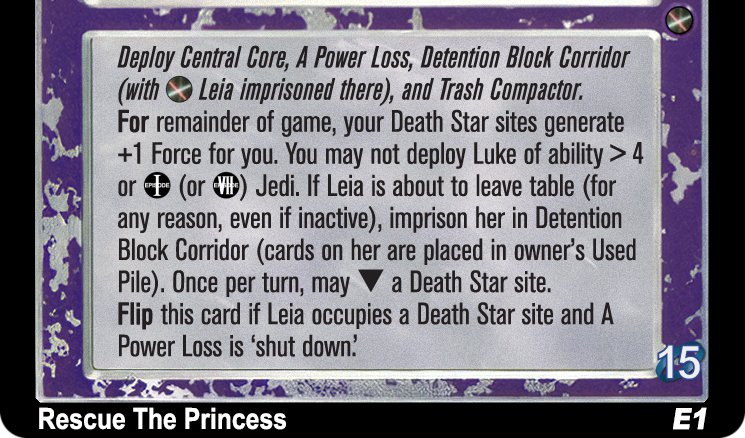 Deploy Central Core, A Power Loss, Detention Block Corridor
(with Leia imprisoned there), and Trash Compactor.
For remainder of game, your Death Star sites generate
+1 Force for you. You may not deploy Luke of ability > 4
or EPISODE I (or EPISODE VII) Jedi. If Leia is about to leave table (for
any reason, even if inactive), imprison her in Detention
Block Corridor (cards on her are placed in owner's Used
Pile). Once per turn, may ▼ a Death Star site.
Flip this card if Leia occupies a Death Star site and A
Power Loss is 'shut down.'
15
Rescue The Princess E1